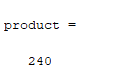 product =
240